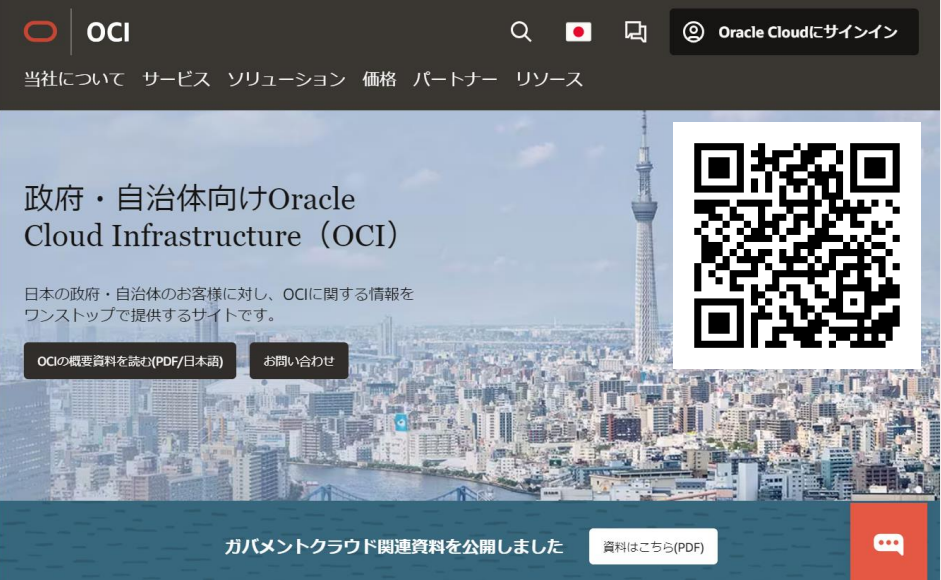 OCI
Oracle Cloudにサインイン
当社について サービス ソリューション 価格 パートナー リソース
政府・自治体向けOracle
Cloud Infrastructure（OCI）
日本の政府・自治体のお客様に対し、OCIに関する情報を
ワンストップで提供するサイトです。
OCIの概要資料を読む(PDF/日本語) お問い合わせ
ガバメントクラウド関連資料を公開しました 資料はこちら(PDF)